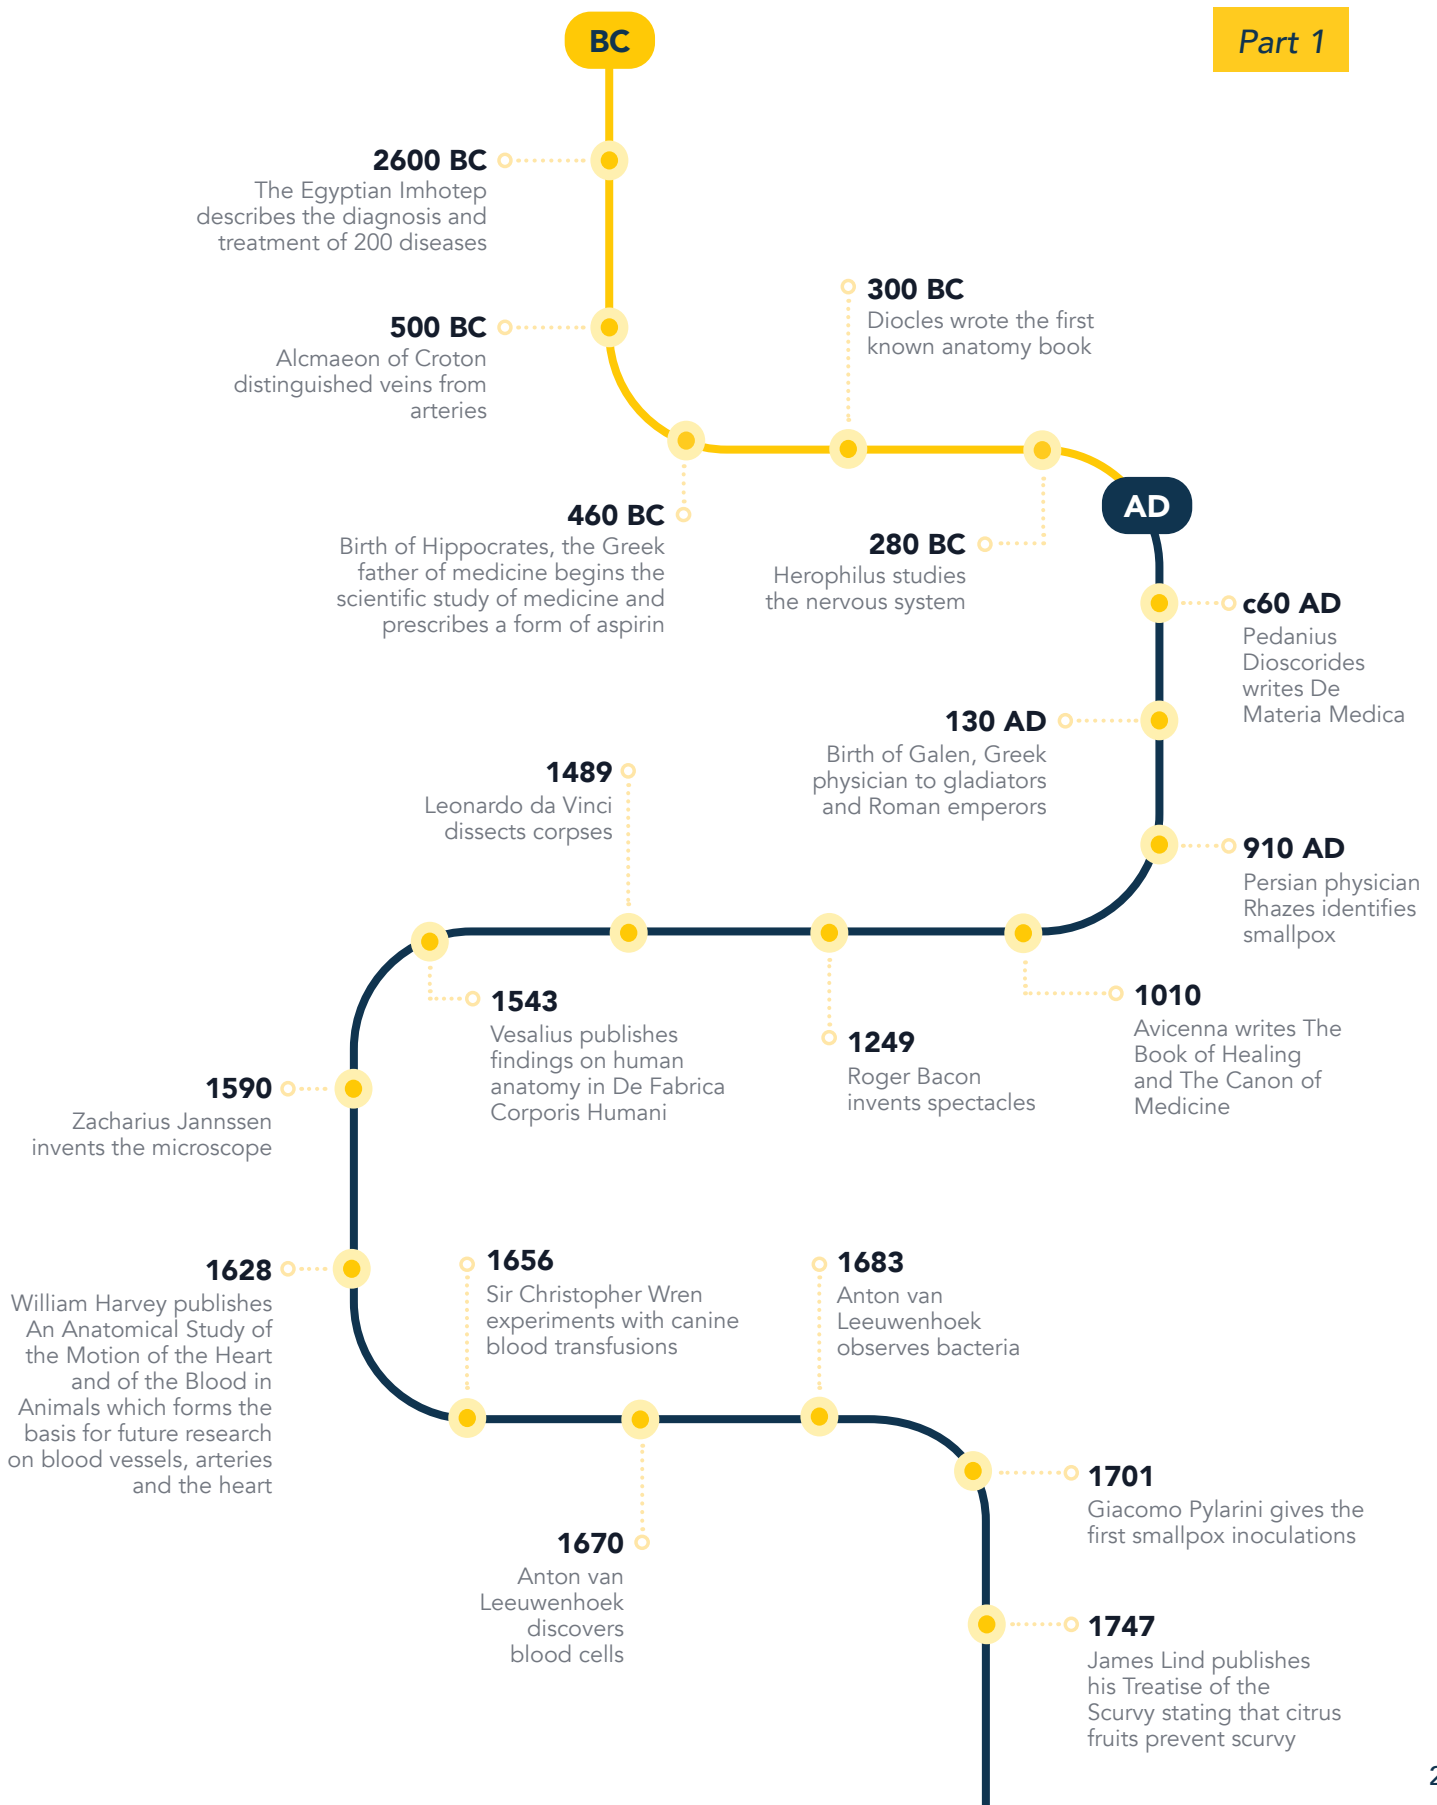 BC
Part 1
2600 BC
The Egyptian Imhotep
describes the diagnosis and
treatment of 200 diseases
500 BC
Alcmaeon of Croton
distinguished veins from
arteries
460 BC
Birth of Hippocrates, the Greek
father of medicine begins the
scientific study of medicine and
prescribes a form of aspirin
300 BC
Diocles wrote the first
known anatomy book
280 BC
Herophilus studies
the nervous system
AD
c60 AD
Pedanius
Dioscorides
writes De
Materia Medica
130 AD
Birth of Galen, Greek
physician to gladiators
and Roman emperors
910 AD
Persian physician
Rhazes identifies
smallpox
1010
Avicenna writes The
Book of Healing
and The Canon of
Medicine
1249
Roger Bacon
invents spectacles
1489
Leonardo da Vinci
dissects corpses
1543
Vesalius publishes
findings on human
anatomy in De Fabrica
Corporis Humani
1590
Zacharius Jannssen
invents the microscope
1628
William Harvey publishes
An Anatomical Study of
the Motion of the Heart
and of the Blood in
Animals which forms the
basis for future research
on blood vessels, arteries
and the heart
1656
Sir Christopher Wren
experiments with canine
blood transfusions
1670
Anton van
Leeuwenhoek
discovers
blood cells
1683
Anton van
Leeuwenhoek
observes bacteria
1701
Giacomo Pylarini gives the
first smallpox inoculations
1747
James Lind publishes
his Treatise of the
Scurvy stating that citrus
fruits prevent scurvy